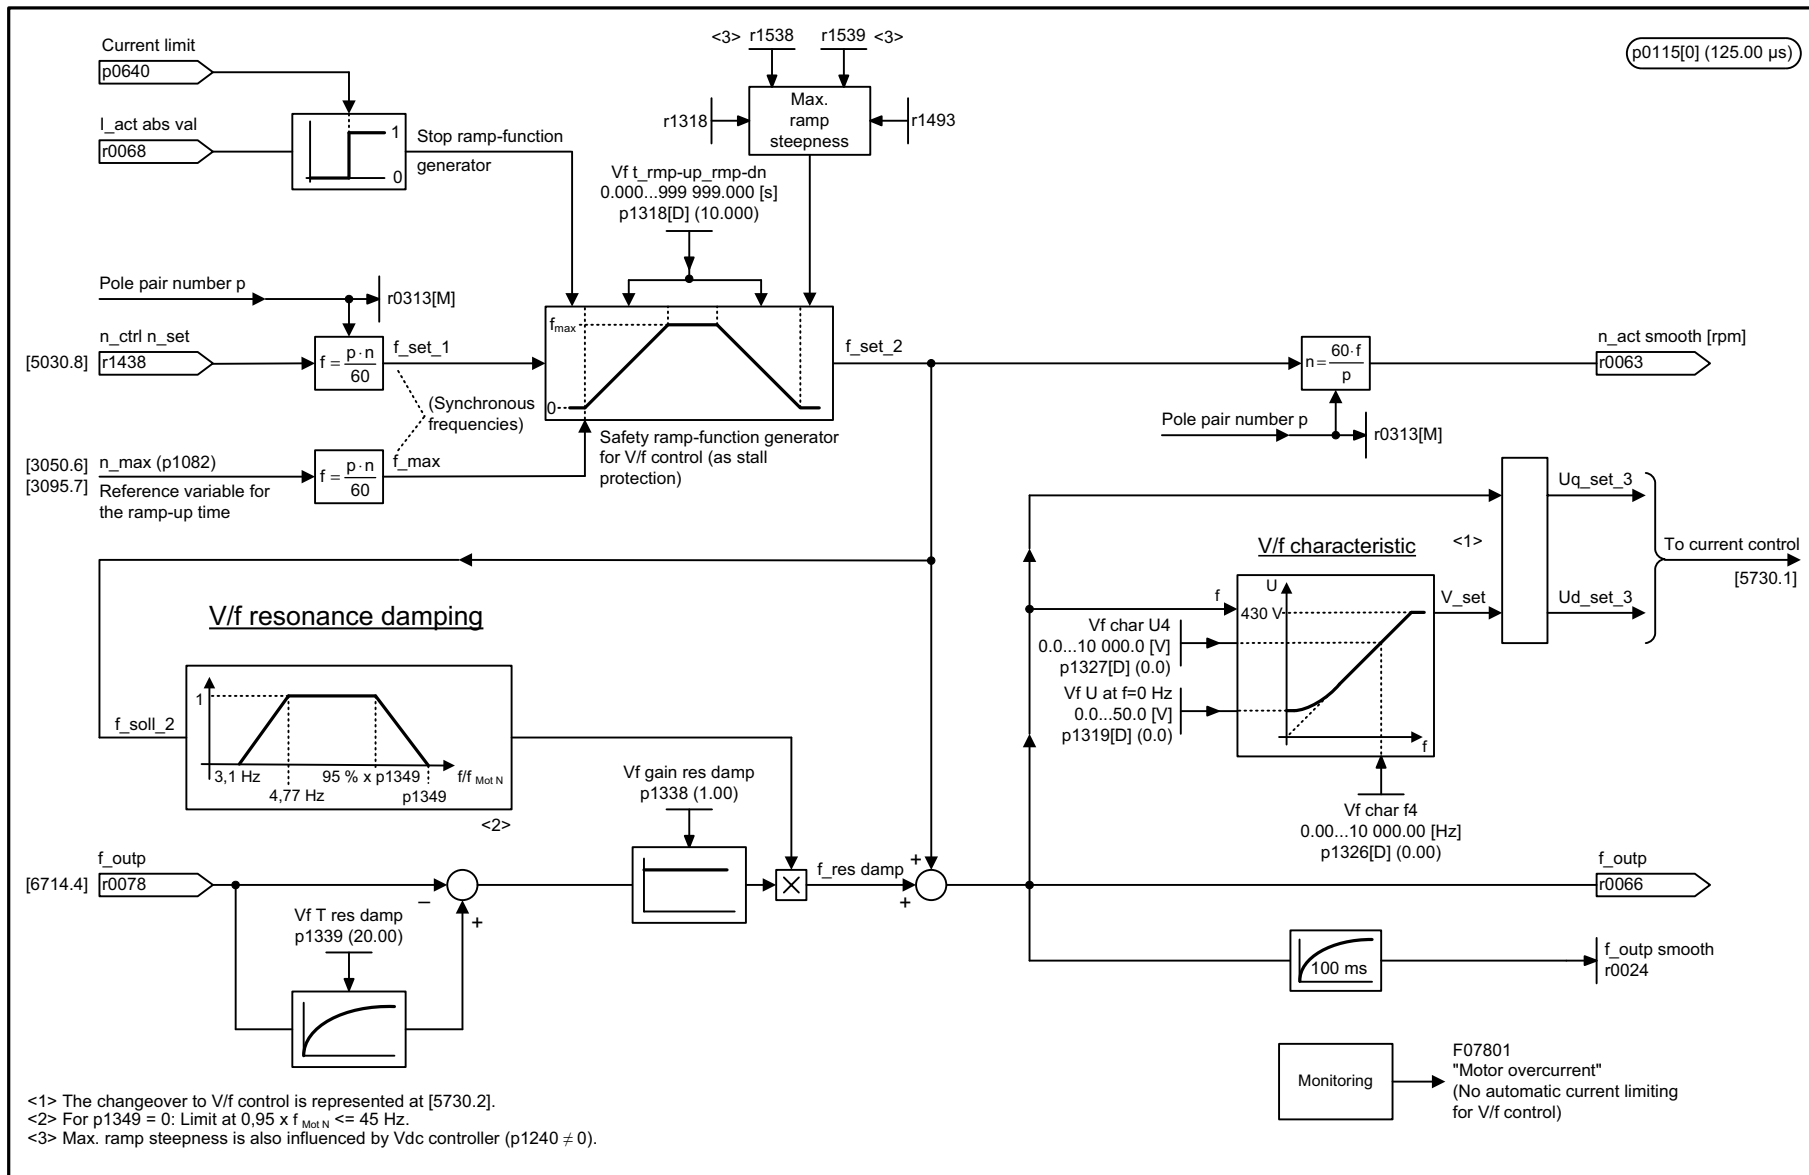 Current limit
p0640
I_act abs val
r0068
1
0
Stop ramp-function
generator
<3> r1538
r1539 <3>
p0115[0] (125.00 µs)
Max.
ramp
steepness
r1318
r1493
Vf t_rmp-up_rmp-dn
0.000...999 999.000 [s]
p1318[D] (10.000)
Pole pair number p
r0313[M]
n_ctrl n_set
[5030.8] r1438
f = p·n / 60
f_set_1
(Synchronous
frequencies)
[3050.6] n_max (p1082)
[3095.7]
Reference variable for
the ramp-up time
f = p·n / 60
f_max
fmax
0
Safety ramp-function generator
for V/f control (as stall
protection)
f_set_2
n = 60·f / p
n_act smooth [rpm]
r0063
Pole pair number p
r0313[M]
Uq_set_3
<1>
To current control
[5730.1]
Ud_set_3
V/f characteristic
f
U
430 V
f
V_set
Vf char U4
0.0...10 000.0 [V]
p1327[D] (0.0)
Vf U at f=0 Hz
0.0...50.0 [V]
p1319[D] (0.0)
Vf char f4
0.00...10 000.00 [Hz]
p1326[D] (0.00)
V/f resonance damping
f_soll_2
1
3,1 Hz
95 % x p1349
f/f Mot N
4,77 Hz
p1349
<2>
Vf gain res damp
p1338 (1.00)
f_outp
[6714.4] r0078
–
+
Vf T res damp
p1339 (20.00)
f_res damp
+
+
f_outp
r0066
100 ms
f_outp smooth
r0024
Monitoring
F07801
"Motor overcurrent"
(No automatic current limiting
for V/f control)
<1> The changeover to V/f control is represented at [5730.2].
<2> For p1349 = 0: Limit at 0,95 x f Mot N <= 45 Hz.
<3> Max. ramp steepness is also influenced by Vdc controller (p1240 ≠ 0).